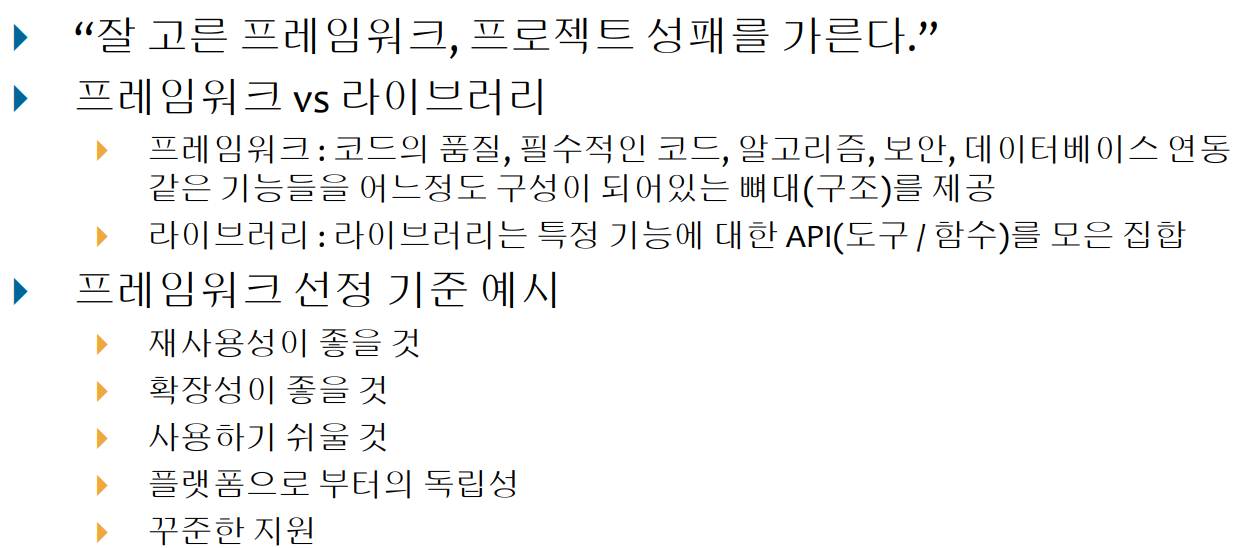 “잘 고른 프레임워크, 프로젝트 성패를 가른다.”
프레임워크 vs 라이브러리
프레임워크 : 코드의 품질, 필수적인 코드, 알고리즘, 보안, 데이터베이스 연동
같은 기능들을 어느정도 구성이 되어있는 뼈대(구조)를 제공
라이브러리 : 라이브러리는 특정 기능에 대한 API(도구 / 함수)를 모은 집합
프레임워크 선정 기준 예시
재사용성이 좋을 것
확장성이 좋을 것
사용하기 쉬울 것
플랫폼으로 부터의 독립성
꾸준한 지원